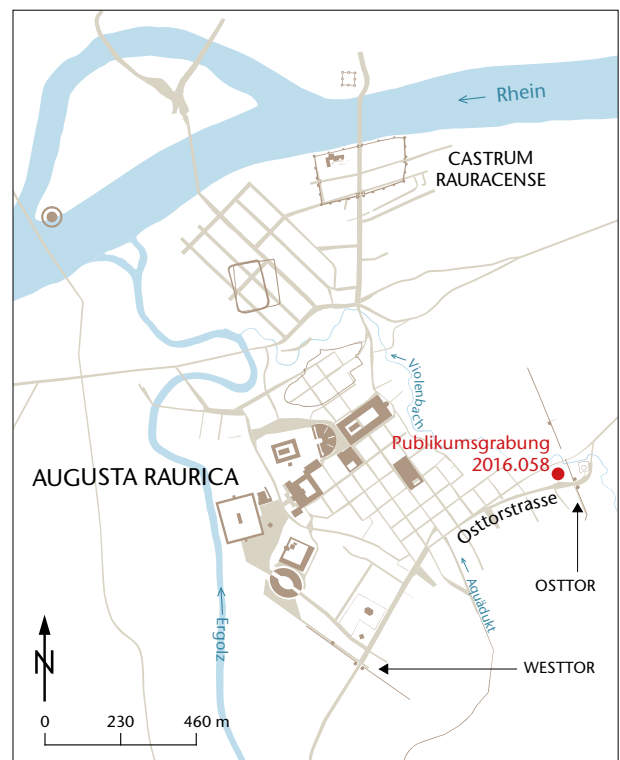 ← Rhein
CASTRUM
RAURACENSE
← Violenbach
Publikumsgrabung
2016.058
AUGUSTA RAURICA
Osttorstrasse
OSTTOR
← Aquädukt
← Ergolz
WESTTOR
N
0 230 460 m